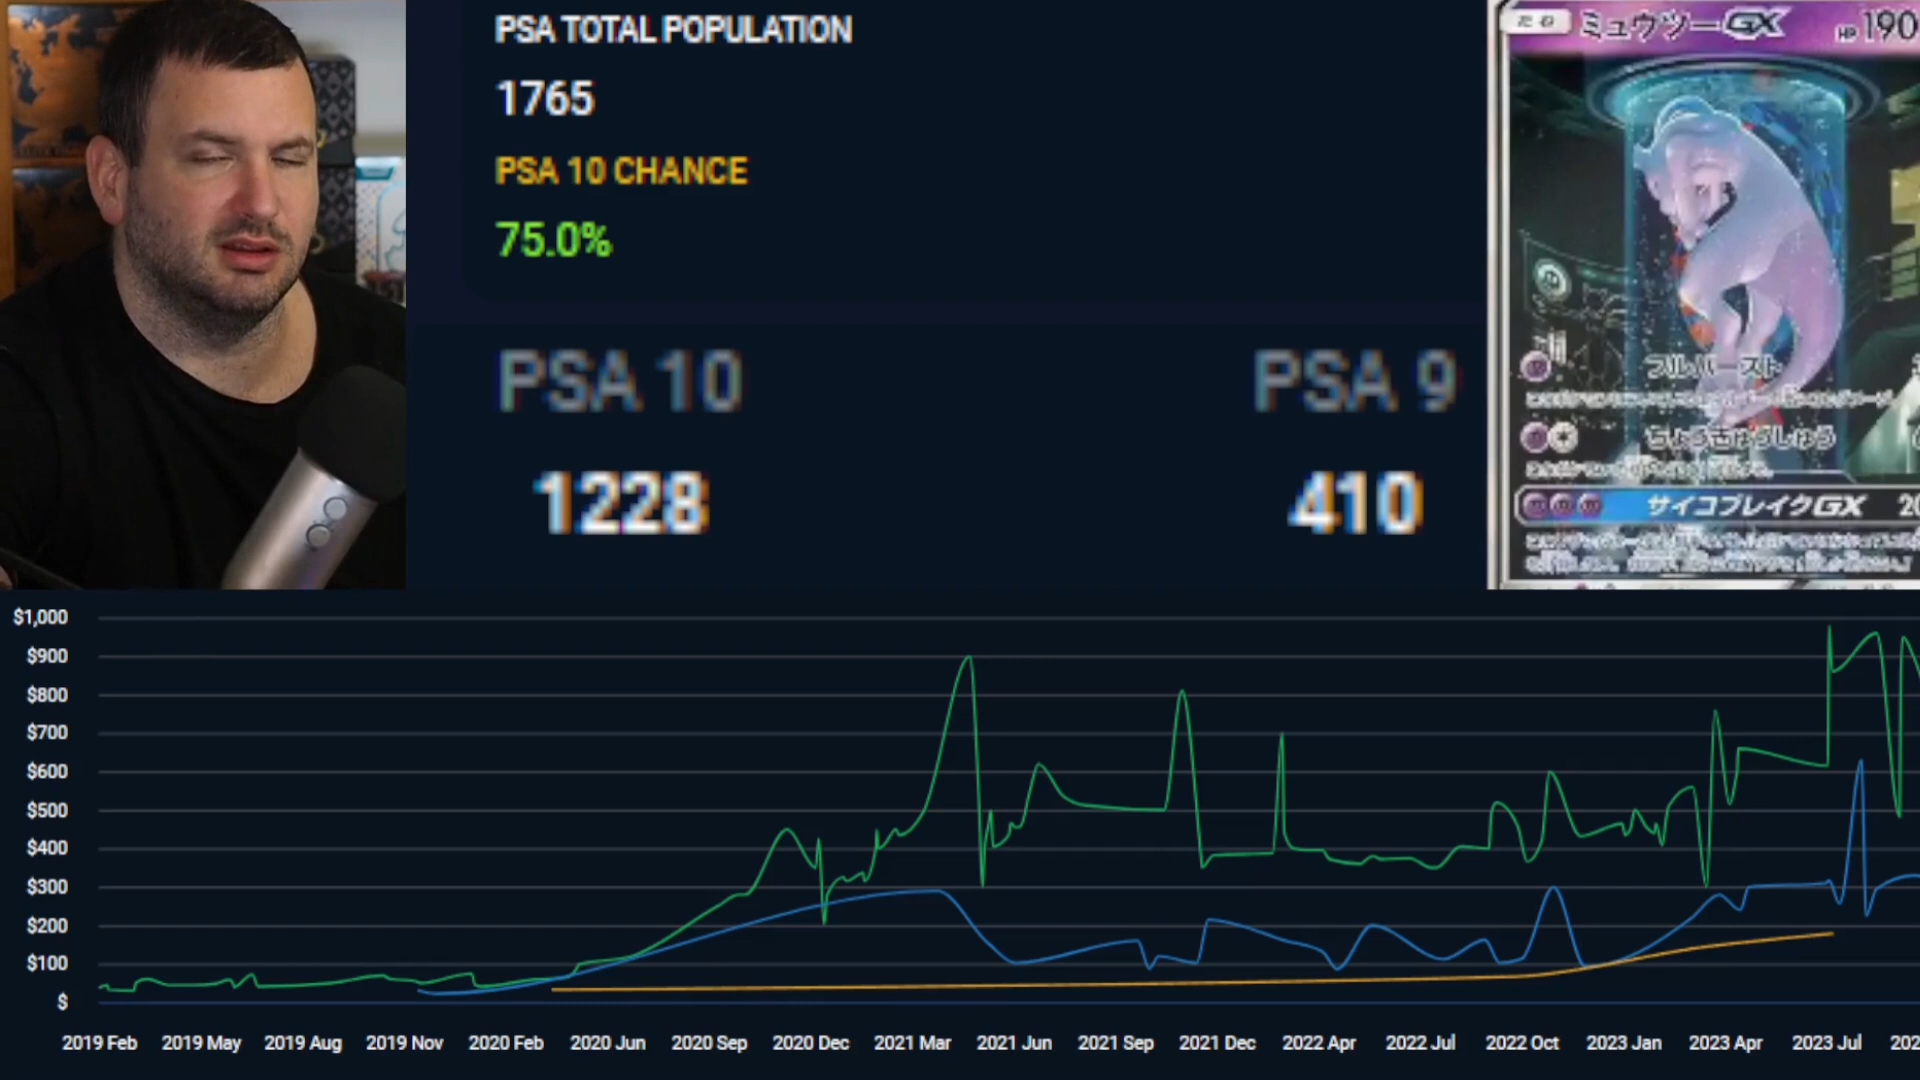 PSA TOTAL POPULATION
1765
PSA 10 CHANCE
75.0%
PSA 10
PSA 9
1228
410
ミュウツーGX
HP 190
フルバースト
サイコブレイクGX
$1,000
$900
$800
$700
$600
$500
$400
$300
$200
$100
$
2019 Feb
2019 May
2019 Aug
2019 Nov
2020 Feb
2020 Jun
2020 Sep
2020 Dec
2021 Mar
2021 Jun
2021 Sep
2021 Dec
2022 Apr
2022 Jul
2022 Oct
2023 Jan
2023 Apr
2023 Jul